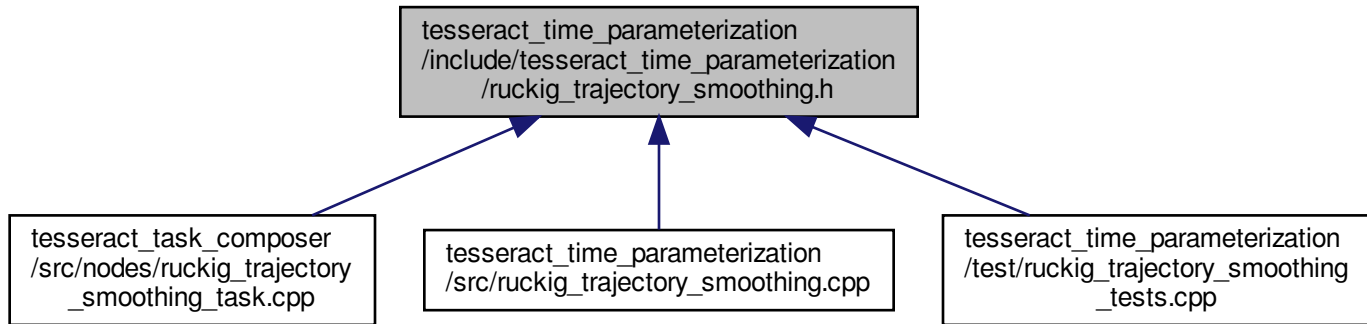 tesseract_time_parameterization
/include/tesseract_time_parameterization
/ruckig_trajectory_smoothing.h
tesseract_task_composer
/src/nodes/ruckig_trajectory
_smoothing_task.cpp
tesseract_time_parameterization
/src/ruckig_trajectory_smoothing.cpp
tesseract_time_parameterization
/test/ruckig_trajectory_smoothing
_tests.cpp